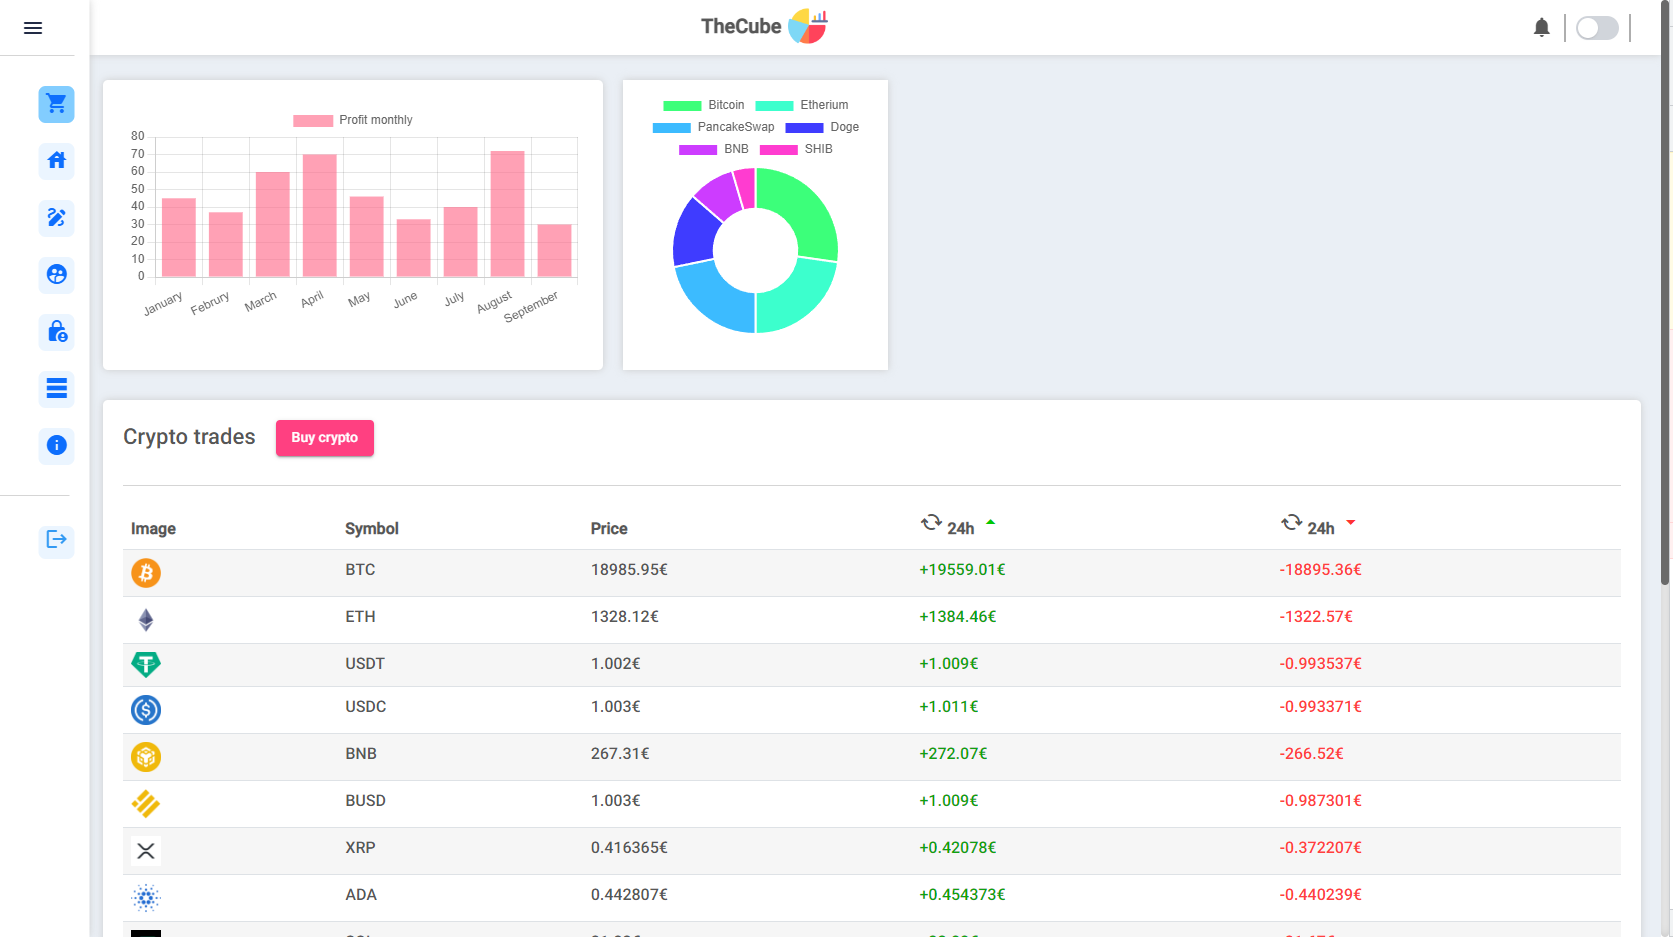 TheCube
Profit monthly
80
70
60
50
40
30
20
10
0
January Februry March April May June July August September
Bitcoin Etherium
PancakeSwap Doge
BNB SHIB
Crypto trades Buy crypto
Image Symbol Price 24h 24h
BTC 18985.95€ +19559.01€ -18895.36€
ETH 1328.12€ +1384.46€ -1322.57€
USDT 1.002€ +1.009€ -0.993537€
USDC 1.003€ +1.011€ -0.993371€
BNB 267.31€ +272.07€ -266.52€
BUSD 1.003€ +1.009€ -0.987301€
XRP 0.416365€ +0.42078€ -0.372207€
ADA 0.442807€ +0.454373€ -0.440239€